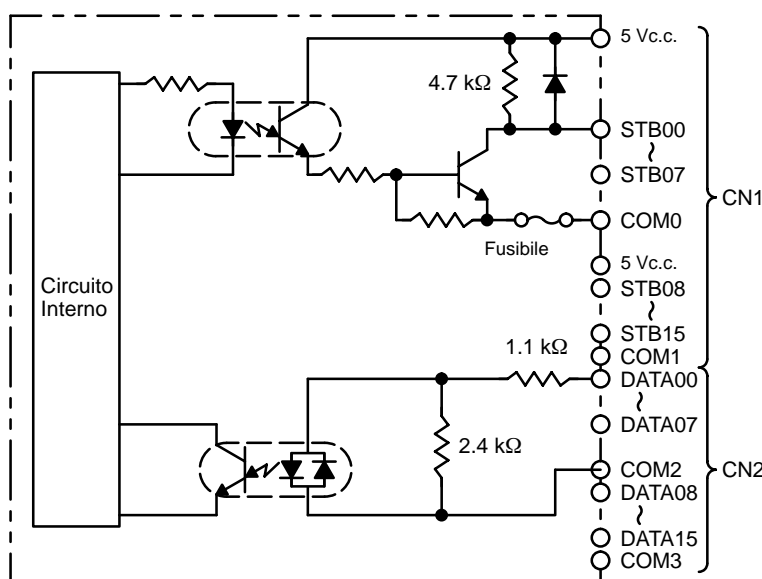 5 Vc.c.
4.7 kΩ
STB00
~
STB07
CN1
COM0
Fusibile
5 Vc.c.
Circuito
Interno
STB08
~
STB15
1.1 kΩ
COM1
DATA00
~
DATA07
2.4 kΩ
COM2
CN2
DATA08
~
DATA15
COM3